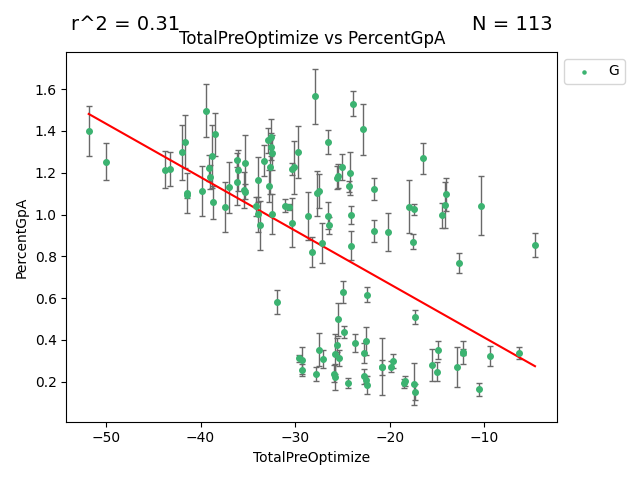 r^2 = 0.31
N = 113
TotalPreOptimize vs PercentGpA
G
PercentGpA
1.6
1.4
1.2
1.0
0.8
0.6
0.4
0.2
−50 −40 −30 −20 −10
TotalPreOptimize